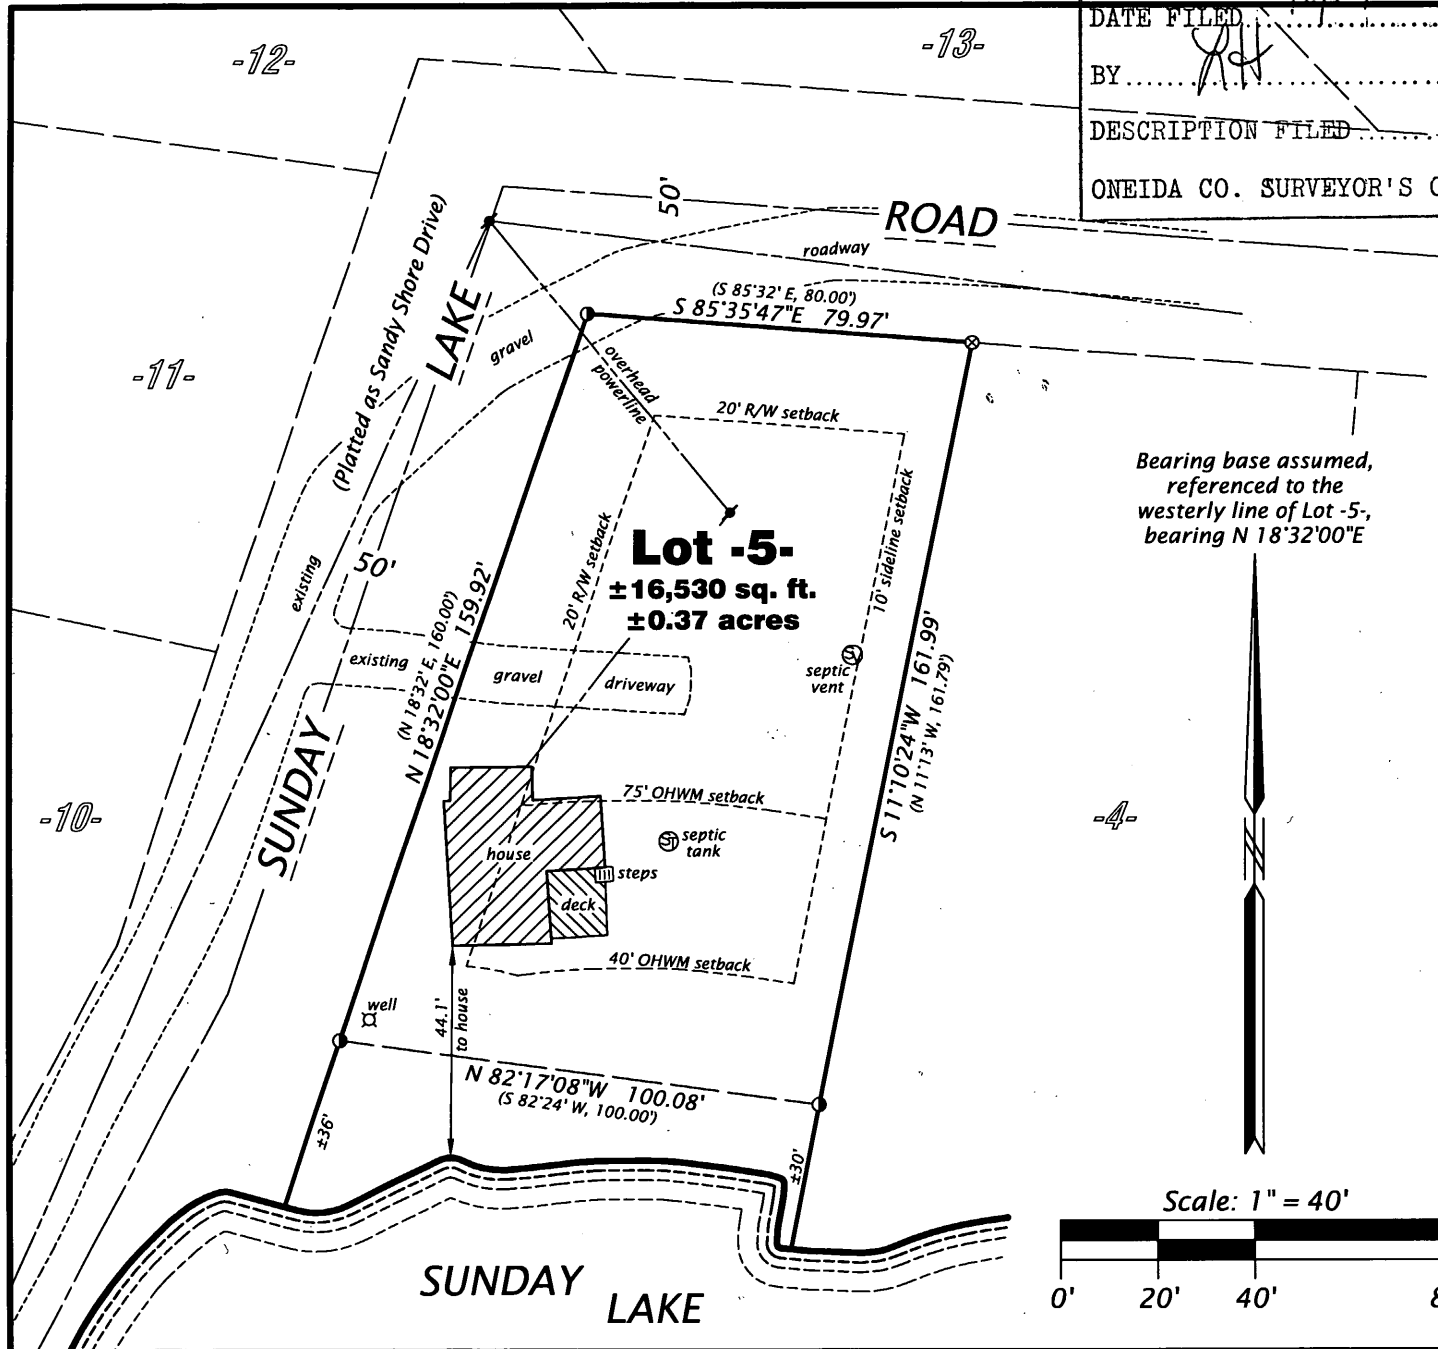 DATE FILED
BY RH
DESCRIPTION FILED
ONEIDA CO. SURVEYOR'S
-12-
-13-
50'
ROAD
roadway
(Platted as Sandy Shore Drive)
LAKE
gravel
(S 85°32' E, 80.00')
S 85°35'47"E 79.97'
overhead
powerline
-11-
20' R/W setback
Bearing base assumed,
referenced to the
westerly line of Lot -5-,
bearing N 18°32'00"E
10' sideline setback
20' R/W setback
Lot -5-
±16,530 sq. ft.
±0.37 acres
existing
50'
(N 18°32' E, 160.00')
N 18°32'00"E 159.92'
existing
gravel
driveway
septic
vent
S 11°10'24"W 161.99'
(N 11°13' W, 161.79')
SUNDAY
-10-
75' OHWM setback
-4-
house
septic
tank
ST
steps
deck
40' OHWM setback
well
44.1'
to house
N 82°17'08"W 100.08'
(S 82°24' W, 100.00')
±36'
±30'
Scale: 1" = 40'
0' 20' 40' 8
SUNDAY
LAKE